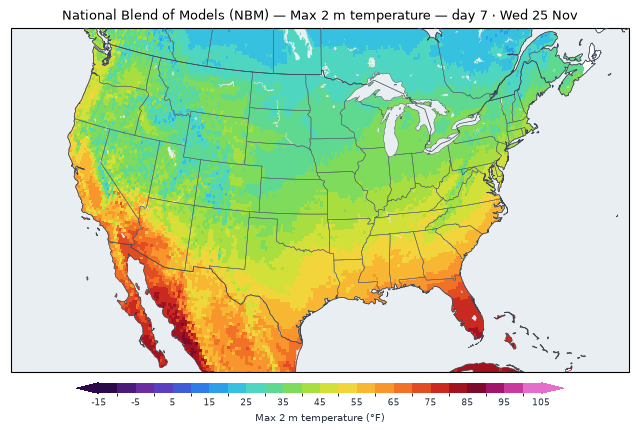 National Blend of Models (NBM) — Max 2 m temperature — day 7 · Wed 25 Nov
-15 -5 5 15 25 35 45 55 65 75 85 95 105
Max 2 m temperature (°F)